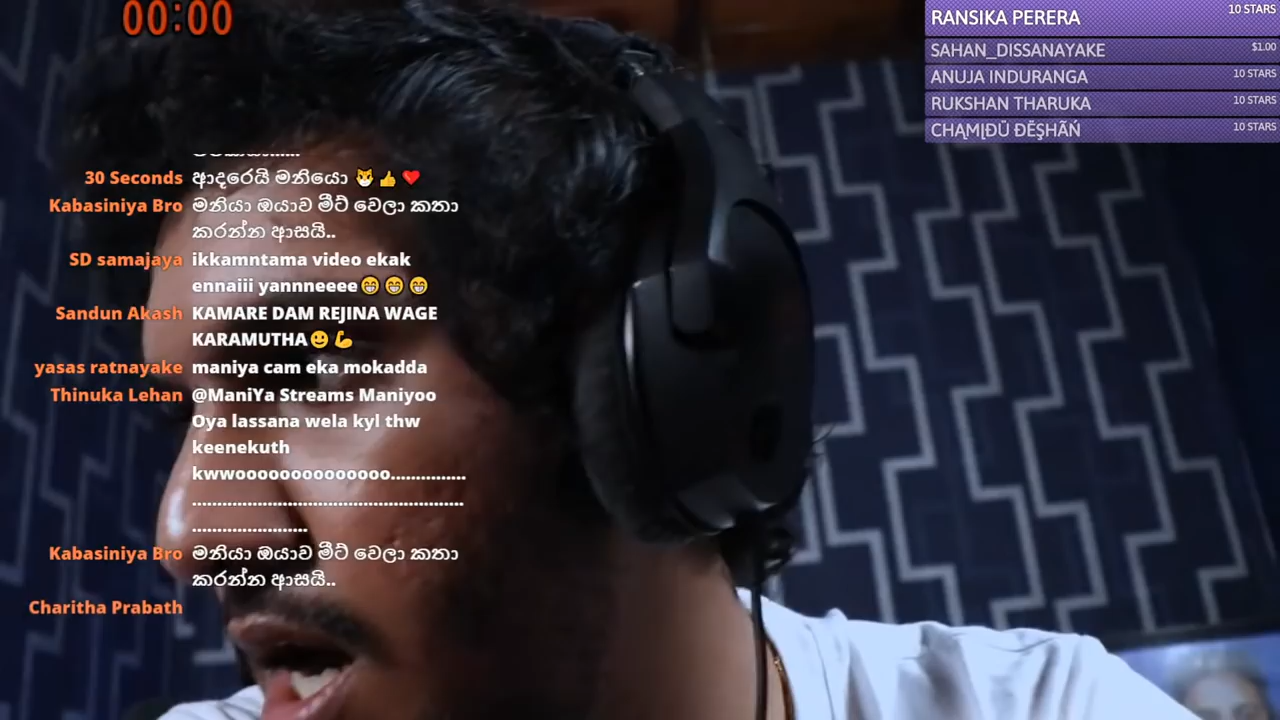 00:00
RANSIKA PERERA 10 STARS
SAHAN_DISSANAYAKE $1.00
ANUJA INDURANGA 10 STARS
RUKSHAN THARUKA 10 STARS
CHĄMĮĐŪ ĐĒŞHÃŃ 10 STARS
30 Seconds ආදරෙයි මනියො 😼👍❤
Kabasiniya Bro මනියා ඔයාව මීට් වෙලා කතා
කරන්න ආසයි..
SD samajaya ikkamntama video ekak
ennaiii yannneeee😁😁😁
Sandun Akash KAMARE DAM REJINA WAGE
KARAMUTHA😀💪
yasas ratnayake maniya cam eka mokadda
Thinuka Lehan @ManiYa Streams Maniyoo
Oya lassana wela kyl thw
keenekuth
kwwoooooooooooooo...............
......................................................
.......................
Kabasiniya Bro මනියා ඔයාව මීට් වෙලා කතා
කරන්න ආසයි..
Charitha Prabath